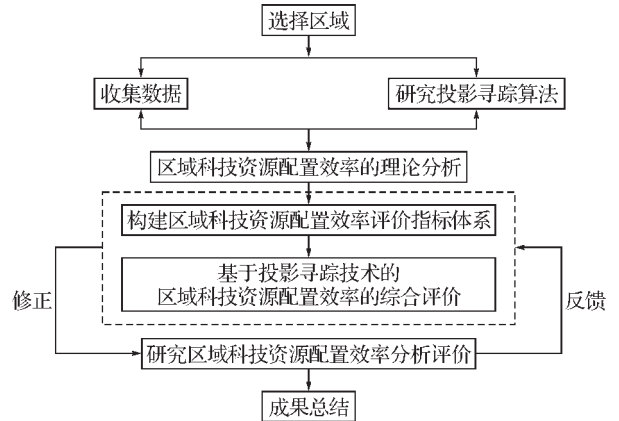 选择区域
收集数据
研究投影寻踪算法
区域科技资源配置效率的理论分析
构建区域科技资源配置效率评价指标体系
基于投影寻踪技术的
区域科技资源配置效率的综合评价
修正
反馈
研究区域科技资源配置效率分析评价
成果总结